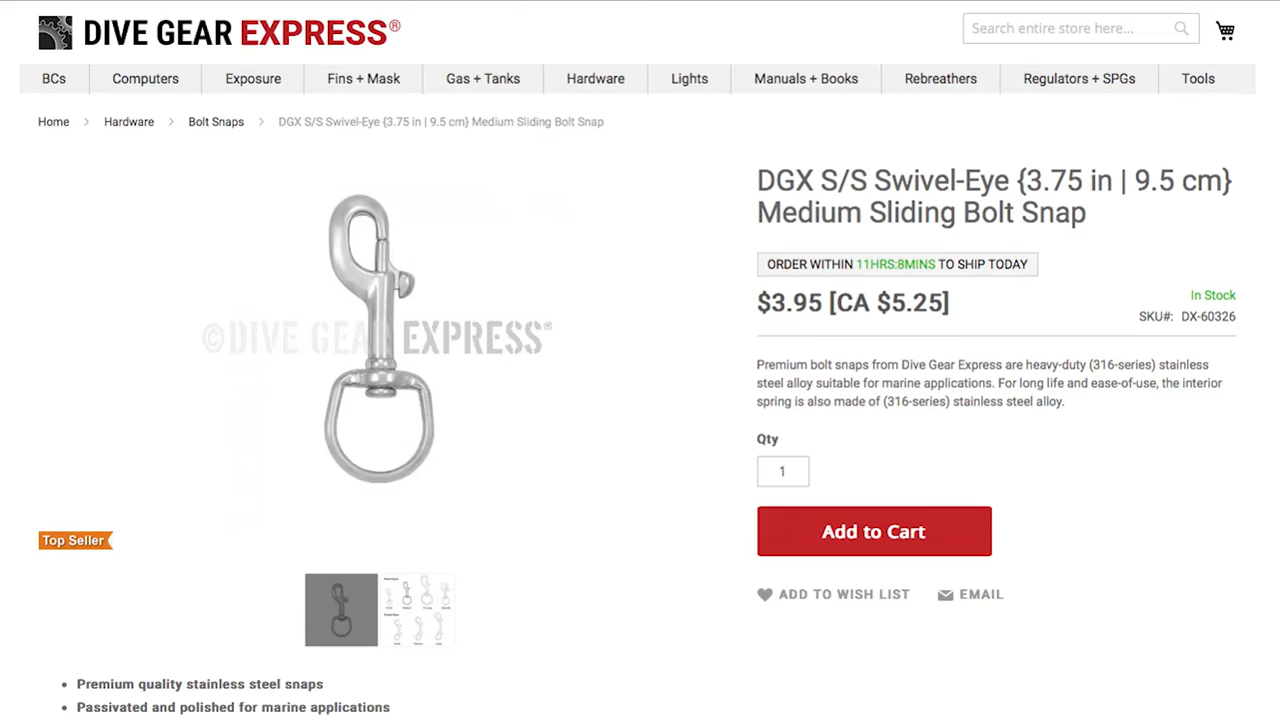 DIVE GEAR EXPRESS®
Search entire store here...
BCs Computers Exposure Fins + Mask Gas + Tanks Hardware Lights Manuals + Books Rebreathers Regulators + SPGs Tools
Home > Hardware > Bolt Snaps > DGX S/S Swivel-Eye {3.75 in | 9.5 cm} Medium Sliding Bolt Snap
©DIVE GEAR EXPRESS®
Top Seller
DGX S/S Swivel-Eye {3.75 in | 9.5 cm}
Medium Sliding Bolt Snap
ORDER WITHIN 11HRS:8MINS TO SHIP TODAY
$3.95 [CA $5.25]
In Stock
SKU#: DX-60326
Premium bolt snaps from Dive Gear Express are heavy-duty (316-series) stainless
steel alloy suitable for marine applications. For long life and ease-of-use, the interior
spring is also made of (316-series) stainless steel alloy.
Qty
1
Add to Cart
ADD TO WISH LIST EMAIL
• Premium quality stainless steel snaps
• Passivated and polished for marine applications